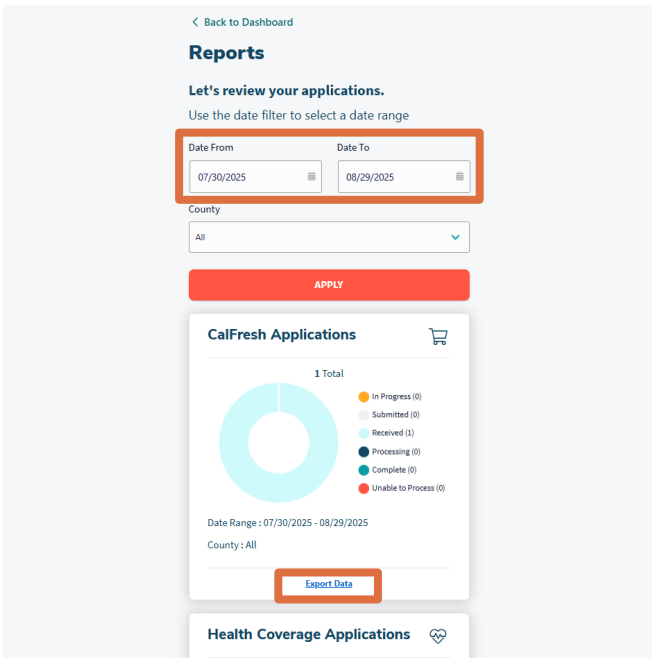 Back to Dashboard
Reports
Let's review your applications.
Use the date filter to select a date range
Date From Date To
07/30/2025 08/29/2025
County
All
APPLY
CalFresh Applications
1 Total
In Progress (0)
Submitted (0)
Received (1)
Processing (0)
Complete (0)
Unable to Process (0)
Date Range : 07/30/2025 - 08/29/2025
County : All
Export Data
Health Coverage Applications